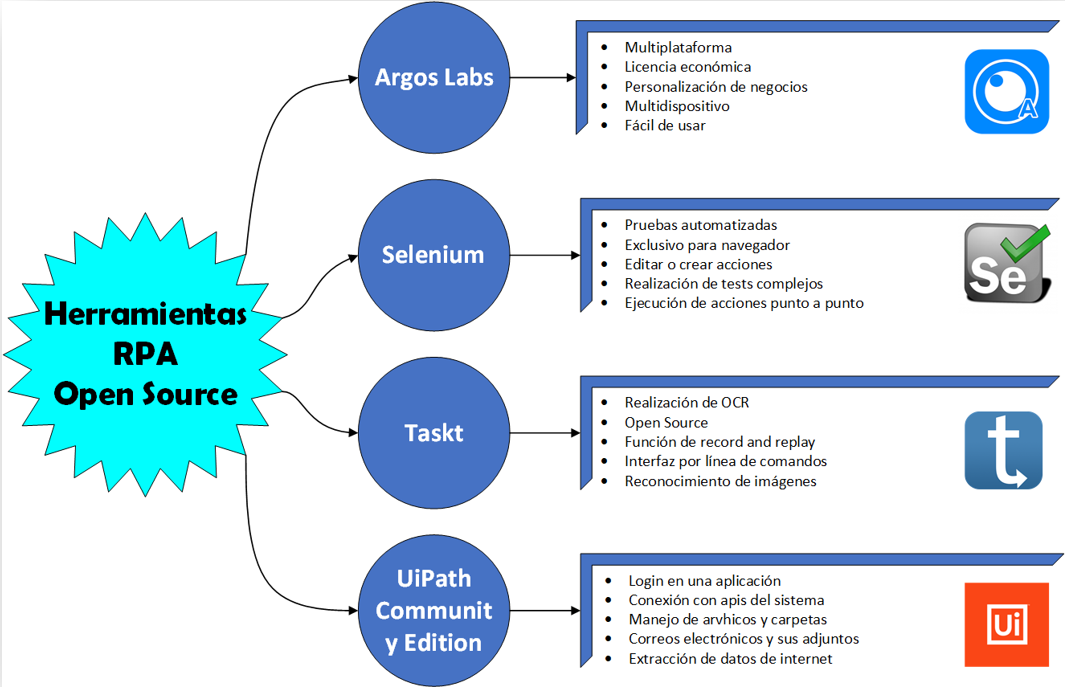 Herramientas
RPA
Open Source
Argos Labs
• Multiplataforma
• Licencia económica
• Personalización de negocios
• Multidispositivo
• Fácil de usar
A
Selenium
• Pruebas automatizadas
• Exclusivo para navegador
• Editar o crear acciones
• Realización de tests complejos
• Ejecución de acciones punto a punto
Se
Taskt
• Realización de OCR
• Open Source
• Función de record and replay
• Interfaz por línea de comandos
• Reconocimiento de imágenes
t
UiPath
Communit
y Edition
• Login en una aplicación
• Conexión con apis del sistema
• Manejo de arvhicos y carpetas
• Correos electrónicos y sus adjuntos
• Extracción de datos de internet
Ui